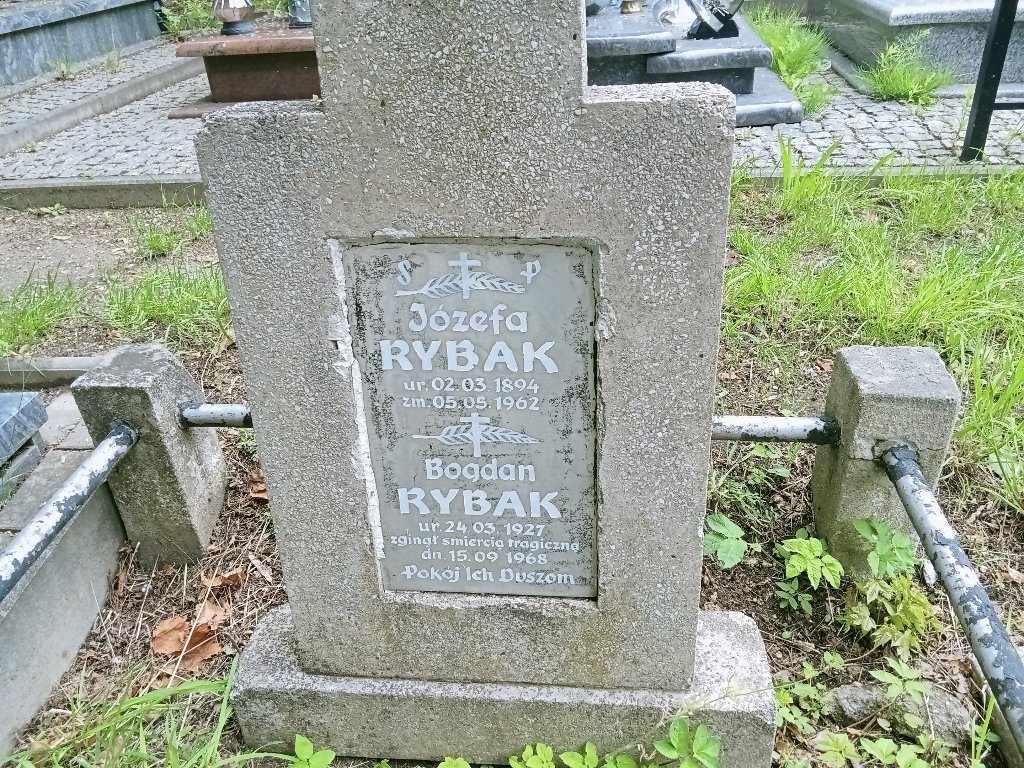 Ś P
Józefa
RYBAK
ur. 02.03.1894
zm. 05.05.1962
Bogdan
RYBAK
ur. 24 03. 1927
zginął śmiercią tragiczną
dn. 15.09 1968
Pokój Ich Duszom